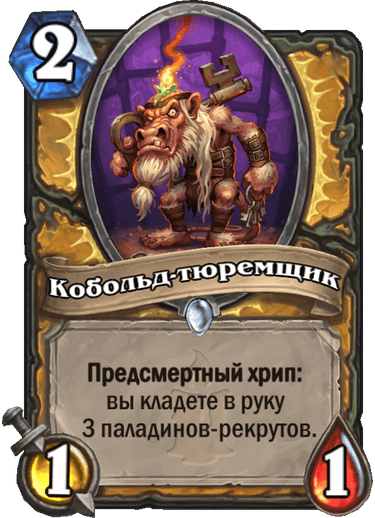 2
Кобольд-тюремщик
Предсмертный хрип:
вы кладете в руку
3 паладинов-рекрутов.
1
1